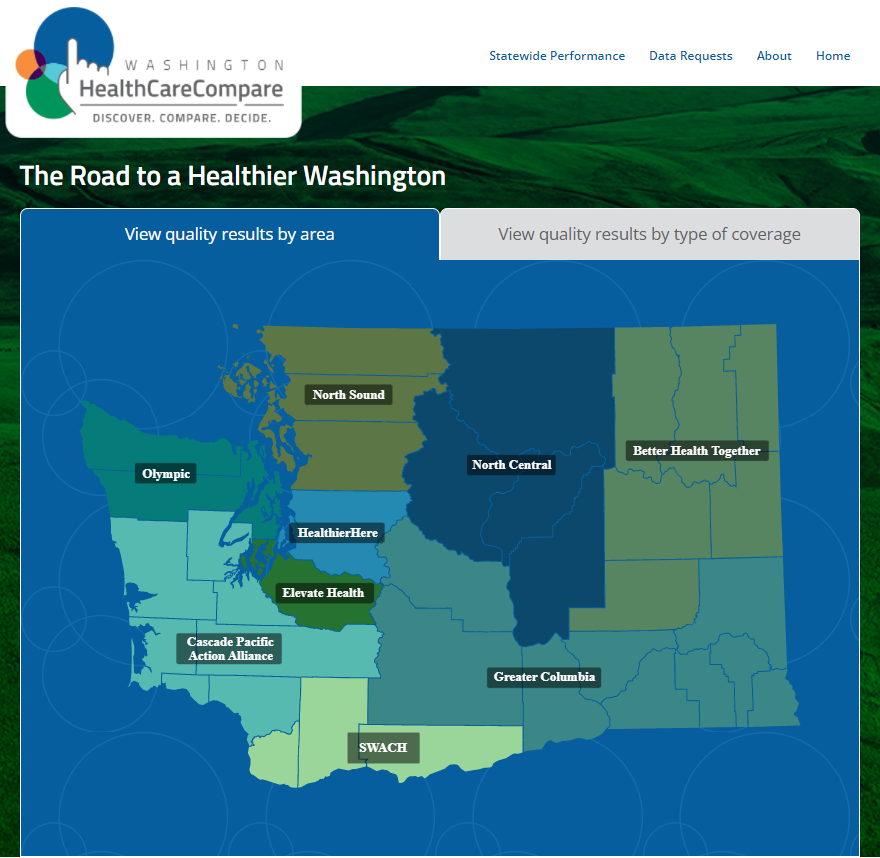 WASHINGTON
HealthCareCompare
DISCOVER. COMPARE. DECIDE.
Statewide Performance
Data Requests
About
Home
The Road to a Healthier Washington
View quality results by area
View quality results by type of coverage
North Sound
Better Health Together
North Central
Olympic
HealthierHere
Elevate Health
Cascade Pacific
Action Alliance
Greater Columbia
SWACH